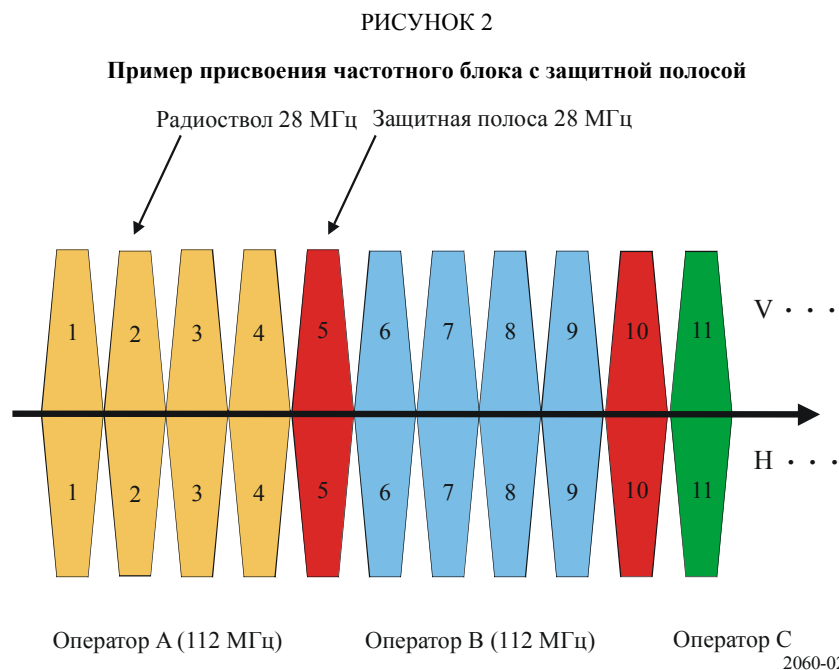 РИСУНОК 2
Пример присвоения частотного блока с защитной полосой
Радиоствол 28 МГц Защитная полоса 28 МГц
1 2 3 4 5 6 7 8 9 10 11 V . . .
1 2 3 4 5 6 7 8 9 10 11 H . . .
Оператор A (112 МГц) Оператор B (112 МГц) Оператор C
2060-02